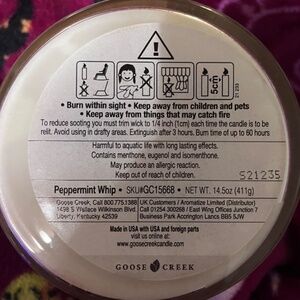 • Burn within sight • Keep away from children and pets
• Keep away from things that may catch fire
To reduce sooting you must trim wick to 1/4 inch (1cm) each time the candle is to be
relit. Avoid using in drafty areas. Extinguish after 3 hours. Burn time of up to 60 hours
Harmful to aquatic life with long lasting effects.
Contains menthone, eugenol and isomenthone.
May produce an allergic reaction.
Keep out of reach of children.
S21235
Peppermint Whip • SKU#GC15668 • NET WT. 14.5oz (411g)
Goose Creek, Call 800.775.1388
1498 S Wallace Wilkinson Blvd.
Liberty, Kentucky 42539
UK Customers / Aromatize Limited (Distributor)
Call 01254.300268 / East Wing Offices Junction 7
Business Park Accrington Lancs BB5 5JW
Made in USA with USA and foreign parts
visit us online at:
www.goosecreekcandle.com
GOOSE CREEK